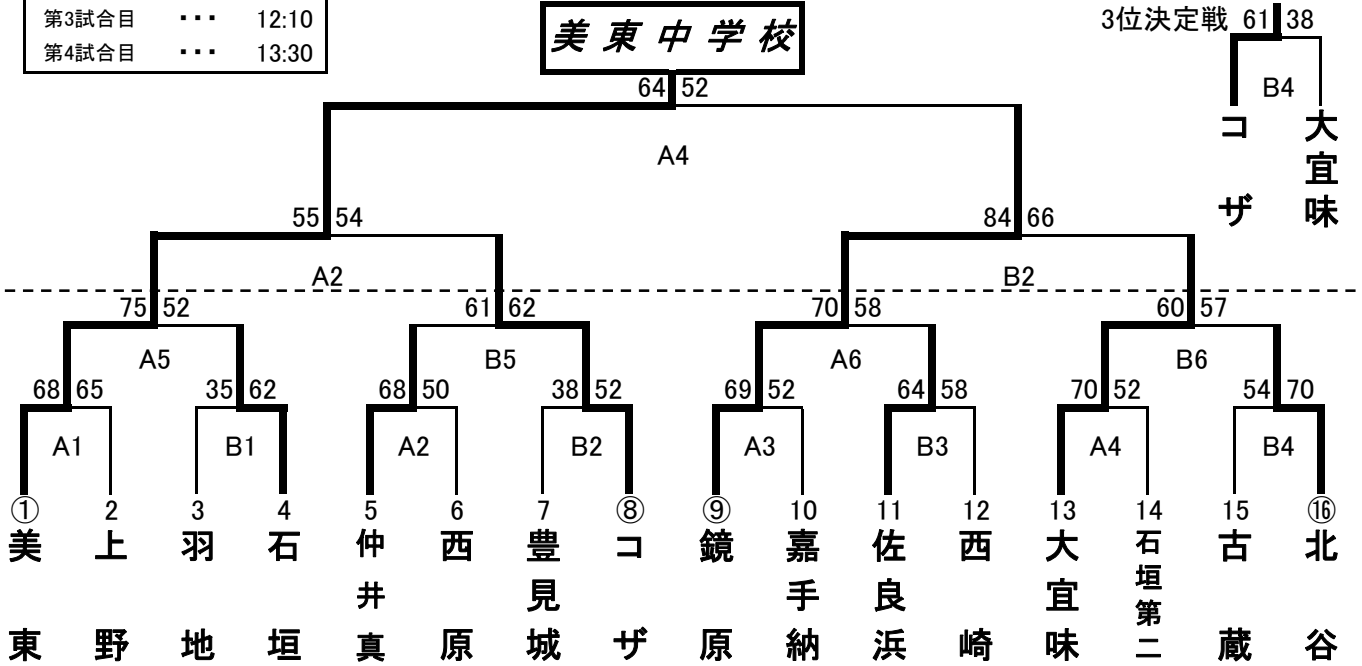 第3試合目 ・・・ 12:10
第4試合目 ・・・ 13:30
美東中学校
3位決定戦 61 38
B4
コザ
大宜味
64 52
A4
55 54
84 66
A2
B2
75 52
61 62
70 58
60 57
A5
B5
A6
B6
68 65
35 62
68 50
38 52
69 52
64 58
70 52
54 70
A1
B1
A2
B2
A3
B3
A4
B4
① 2 3 4 5 6 7 ⑧ ⑨ 10 11 12 13 14 15 ⑯
美東
上野
羽地
石垣
仲井真
西原
豊見城
コザ
鏡原
嘉手納
佐良浜
西崎
大宜味
石垣第二
古蔵
北谷